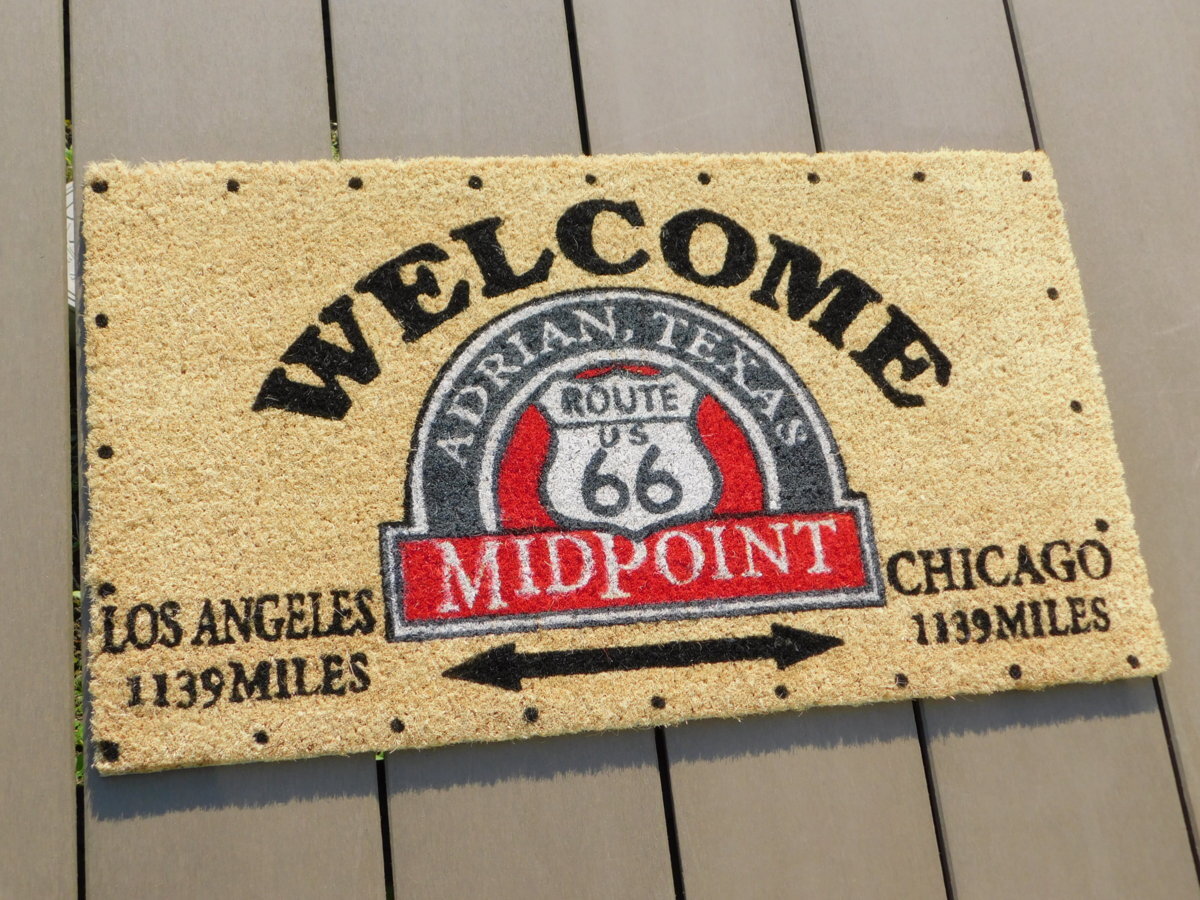 WELCOME
ADRIAN, TEXAS
ROUTE
US
66
MIDPOINT
LOS ANGELES
1139MILES
CHICAGO
1139MILES